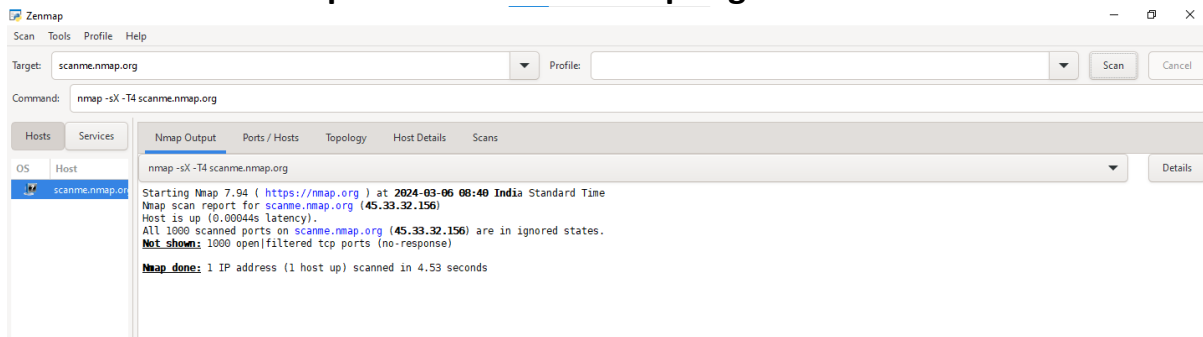 Zenmap
Scan Tools Profile Help
Target: scanme.nmap.org Profile: Scan Cancel
Command: nmap -sX -T4 scanme.nmap.org
Hosts Services Nmap Output Ports / Hosts Topology Host Details Scans
OS Host nmap -sX -T4 scanme.nmap.org Details
scanme.nmap.or
Starting Nmap 7.94 ( https://nmap.org ) at 2024-03-06 08:40 India Standard Time
Nmap scan report for scanme.nmap.org (45.33.32.156)
Host is up (0.00044s latency).
All 1000 scanned ports on scanme.nmap.org (45.33.32.156) are in ignored states.
Not shown: 1000 open|filtered tcp ports (no-response)
Nmap done: 1 IP address (1 host up) scanned in 4.53 seconds